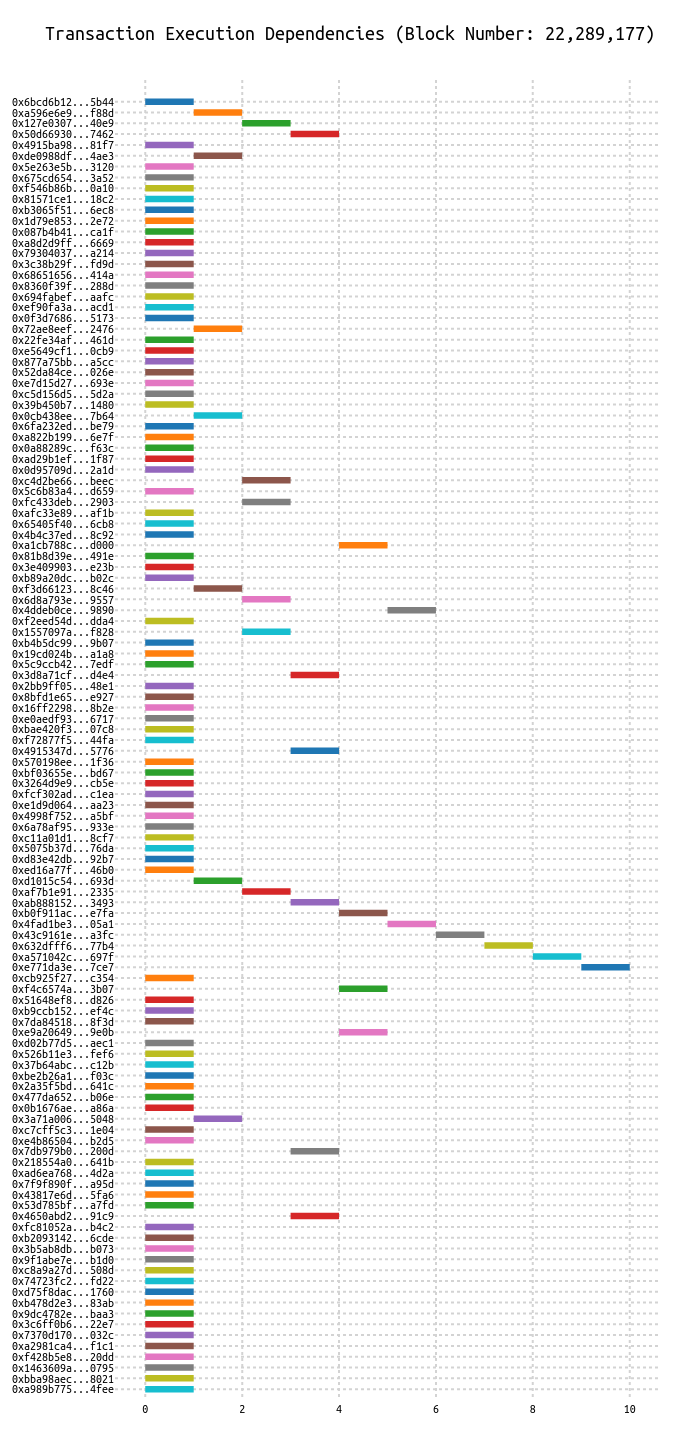 Transaction Execution Dependencies (Block Number: 22,289,177)
0x6bcd6b12...5b44
0xa596e6e9...f88d
0x127e0307...40e9
0x50d66930...7462
0x4915ba98...81f7
0xde0988df...4ae3
0x5e263e5b...3120
0x675cd654...3a52
0xf546b86b...0a10
0x81571ce1...18c2
0xb3065f51...6ec8
0x1d79e853...2e72
0x087b4b41...ca1f
0xa8d2d9ff...6669
0x79304037...a214
0x3c38b29f...fd9d
0x68651656...414a
0x8360f39f...288d
0x694fabef...aafc
0xef90fa3a...acd1
0x0f3d7686...5173
0x72ae8eef...2476
0x22fe34af...461d
0xe5649cf1...0cb9
0x877a75bb...a5cc
0x52da84ce...026e
0xe7d15d27...693e
0xc5d156d5...5d2a
0x39b450b7...1480
0x0cb438ee...7b64
0x6fa232ed...be79
0xa822b199...6e7f
0x0a88289c...f63c
0xad29b1ef...1f87
0x0d95709d...2a1d
0xc4d2be66...beec
0x5c6b83a4...d659
0xfc433deb...2903
0xafc33e89...af1b
0x65405f40...6cb8
0x4b4c37ed...8c92
0xa1cb788c...d000
0x81b8d39e...491e
0x3e409903...e23b
0xb89a20dc...b02c
0xf3d66123...8c46
0x6d8a793e...9557
0x4ddeb0ce...9890
0xf2eed54d...dda4
0x1557097a...f828
0xb4b5dc99...9b07
0x19cd024b...a1a8
0x5c9ccb42...7edf
0x3d8a71cf...d4e4
0x2bb9ff05...48e1
0x8bfd1e65...e927
0x16ff2298...8b2e
0xe0aedf93...6717
0xbae420f3...07c8
0xf72877f5...44fa
0x4915347d...5776
0x570198ee...1f36
0xbf03655e...bd67
0x3264d9e9...cb5e
0xfcf302ad...c1ea
0xe1d9d064...aa23
0x4998f752...a5bf
0x6a78af95...933e
0xc11a01d1...8cf7
0x5075b37d...76da
0xd83e42db...92b7
0xed16a77f...46b0
0xd1015c54...693d
0xaf7b1e91...2335
0xab888152...3493
0xb0f911ac...e7fa
0x4fad1be3...05a1
0x43c9161e...a3fc
0x632dfff6...77b4
0xa571042c...697f
0xe771da3e...7ce7
0xcb925f27...c354
0xf4c6574a...3b07
0x51648ef8...d826
0xb9ccb152...ef4c
0x7da84518...8f3d
0xe9a20649...9e0b
0xd02b77d5...aec1
0x526b11e3...fef6
0x37b64abc...c12b
0xbe2b26a1...f03c
0x2a35f5bd...641c
0x477da652...b06e
0x0b1676ae...a86a
0x3a71a006...5048
0xc7cff5c3...1e04
0xe4b86504...b2d5
0x7db979b0...200d
0x218554a0...641b
0xad6ea768...4d2a
0x7f9f890f...a95d
0x43817e6d...5fa6
0x53d785bf...a7fd
0x4650abd2...91c9
0xfc81052a...b4c2
0xb2093142...6cde
0x3b5ab8db...b073
0x9f1abe7e...b1d0
0xc8a9a27d...508d
0x74723fc2...fd22
0xd75f8dac...1760
0xb478d2e3...83ab
0x9dc4782e...baa3
0x3c6ff0b6...22e7
0x7370d170...032c
0xa2981ca4...f1c1
0xf428b5e8...20dd
0x1463609a...0795
0xbba98aec...8021
0xa989b775...4fee
0 2 4 6 8 10